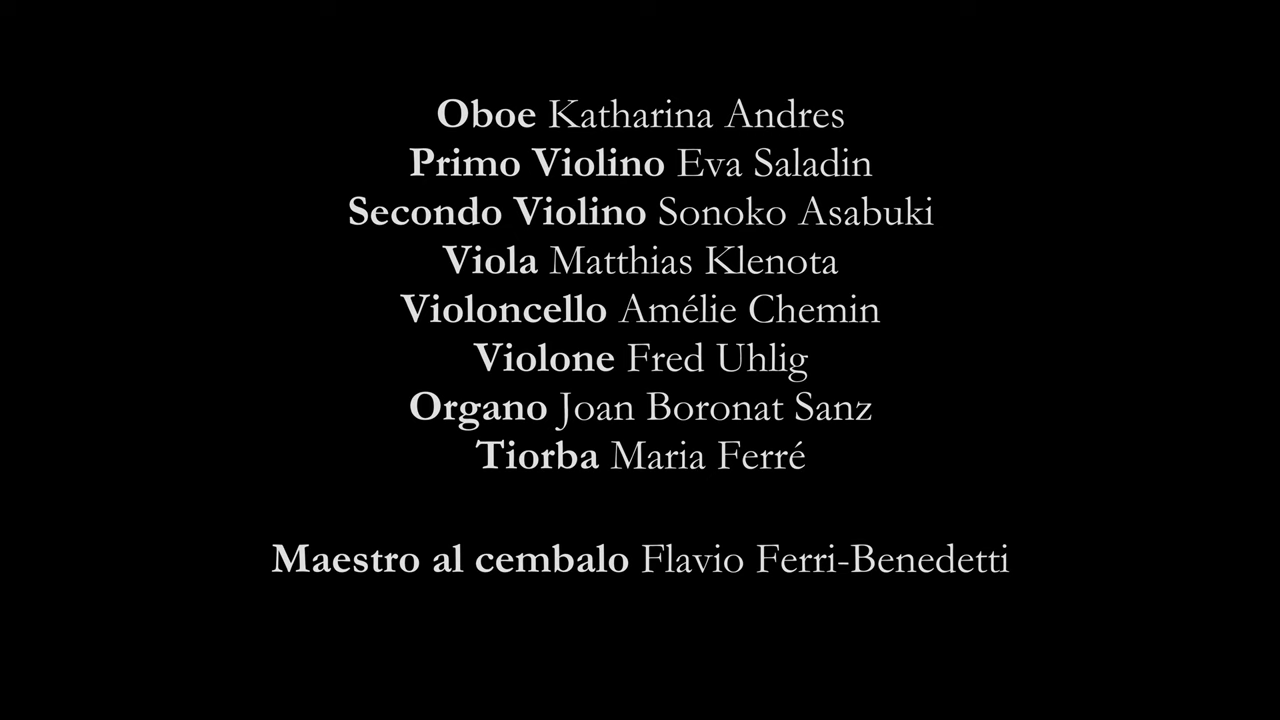 Oboe Katharina Andres
Primo Violino Eva Saladin
Secondo Violino Sonoko Asabuki
Viola Matthias Klenota
Violoncello Amélie Chemin
Violone Fred Uhlig
Organo Joan Boronat Sanz
Tiorba Maria Ferré
Maestro al cembalo Flavio Ferri-Benedetti